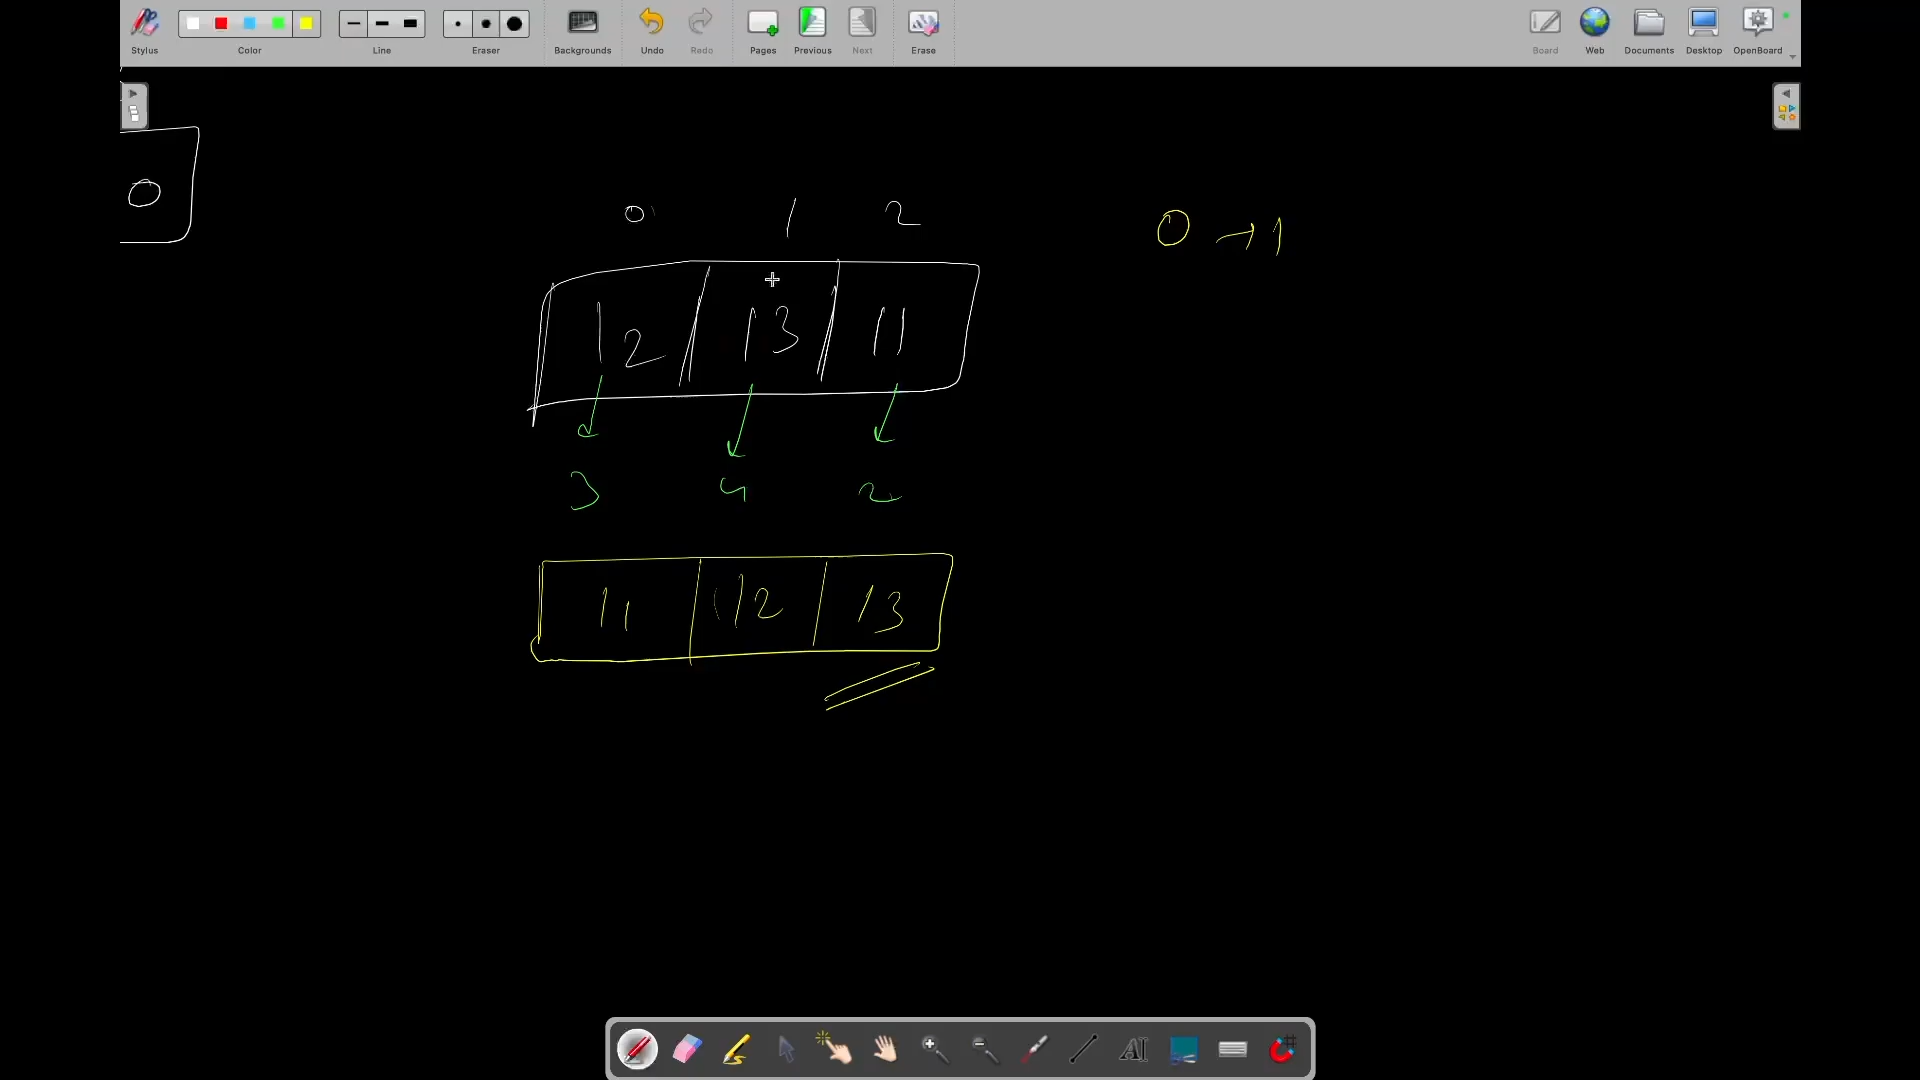 Stylus Color Line Eraser Backgrounds Undo Redo Pages Previous Next Erase Board Web Documents Desktop OpenBoard
0
0 1 2
0 → 1
12 13 11
3 4 2
11 12 13